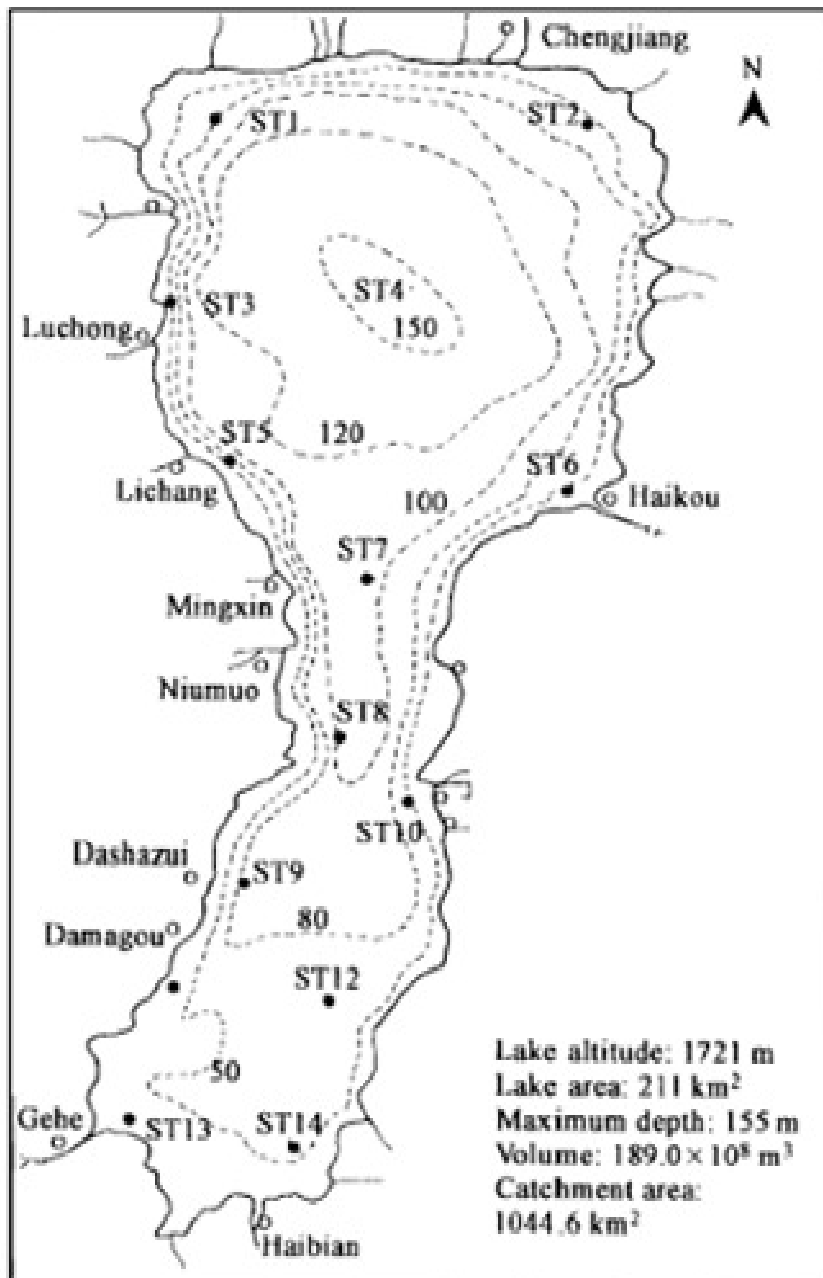 Chengjiang
N
ST1
ST2
ST3
ST4
150
Luchong
ST5
120
ST6
Lichang
100
Haikou
ST7
Mingxin
Niumuo
ST8
ST10
Dashazui
ST9
80
Damagou
ST12
50
Gehe
ST13
ST14
Haibian
Lake altitude: 1721 m
Lake area: 211 km²
Maximum depth: 155 m
Volume: 189.0×10⁸ m³
Catchment area:
1044.6 km²